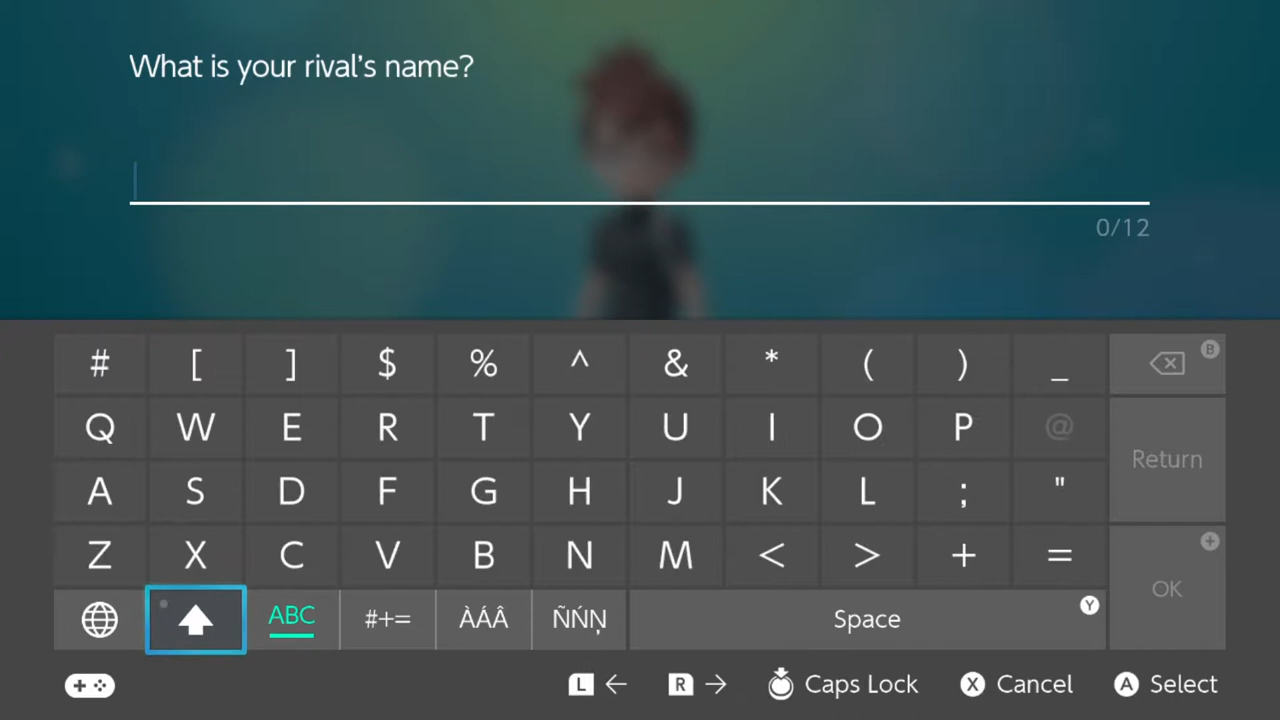 What is your rival's name?
0/12
# [ ] $ % ^ & * ( ) _ B
Q W E R T Y U I O P @ Return
A S D F G H J K L ; "
Z X C V B N M < > + = + OK
ABC #+= ÀÁÂ ÑŃŅ Space Y
L ← R → Caps Lock X Cancel A Select